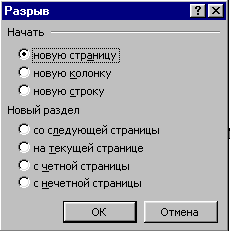 Разрыв
Начать
новую страницу
новую колонку
новую строку
Новый раздел
со следующей страницы
на текущей странице
с четной страницы
с нечетной страницы
ОК Отмена